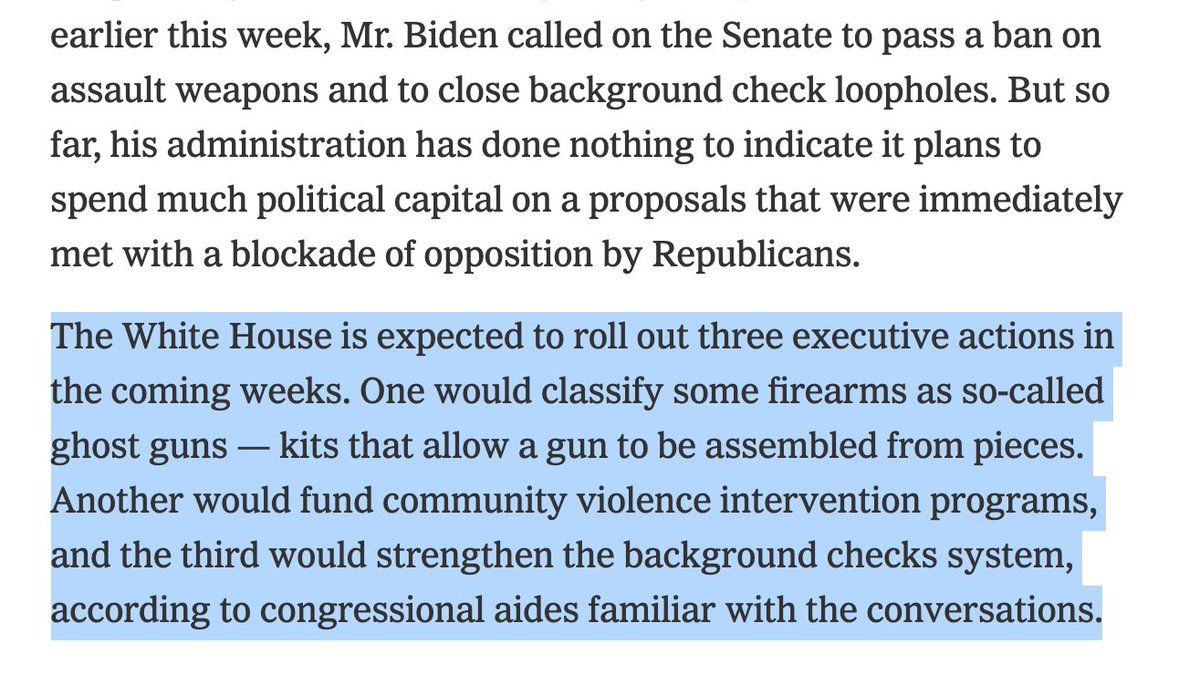 earlier this week, Mr. Biden called on the Senate to pass a ban on
assault weapons and to close background check loopholes. But so
far, his administration has done nothing to indicate it plans to
spend much political capital on a proposals that were immediately
met with a blockade of opposition by Republicans.
The White House is expected to roll out three executive actions in
the coming weeks. One would classify some firearms as so-called
ghost guns — kits that allow a gun to be assembled from pieces.
Another would fund community violence intervention programs,
and the third would strengthen the background checks system,
according to congressional aides familiar with the conversations.